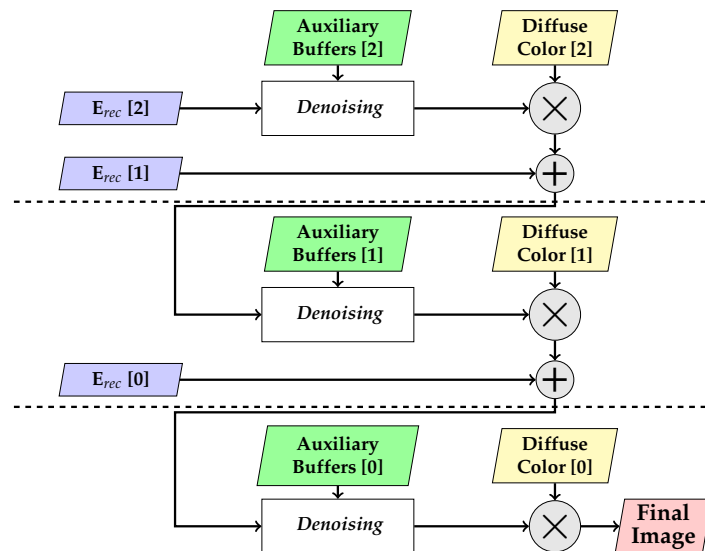 Auxiliary
Buffers [2]
Diffuse
Color [2]
E_rec [2]
Denoising
×
E_rec [1]
+
Auxiliary
Buffers [1]
Diffuse
Color [1]
Denoising
×
E_rec [0]
+
Auxiliary
Buffers [0]
Diffuse
Color [0]
Denoising
×
Final
Image